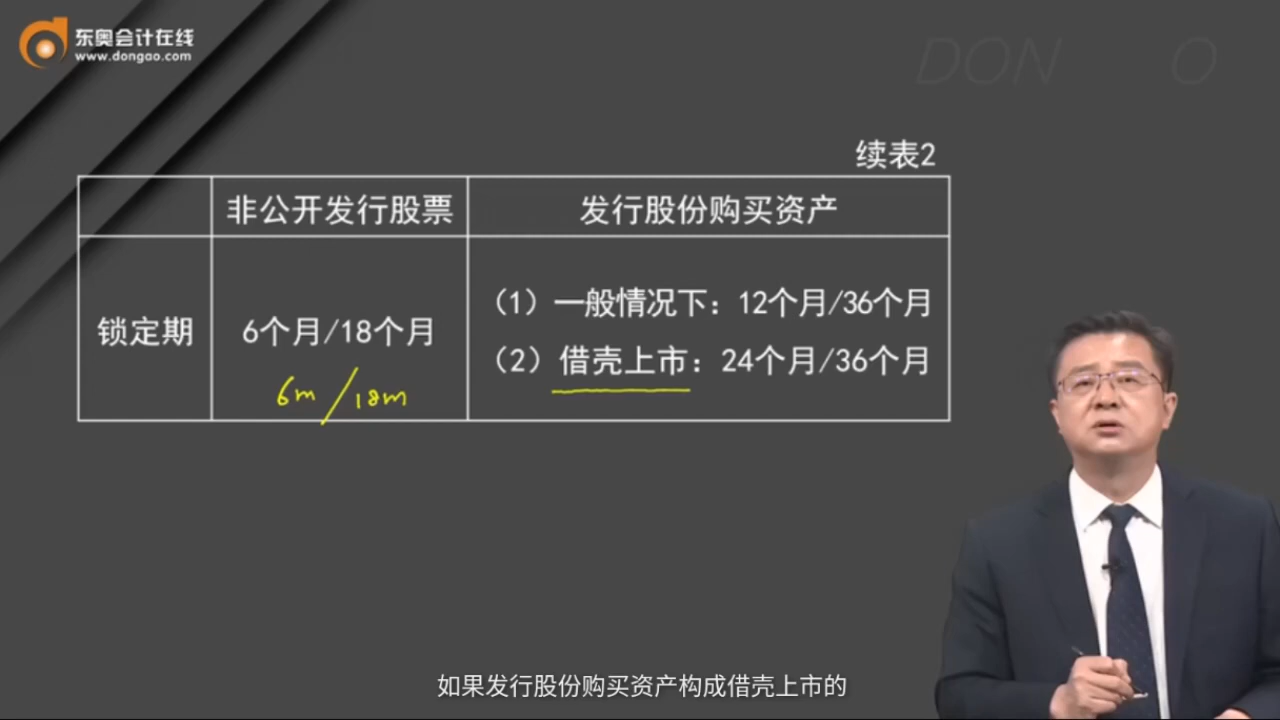 东奥会计在线
www.dongao.com
DON O
续表2
非公开发行股票 发行股份购买资产
锁定期 6个月/18个月 (1)一般情况下：12个月/36个月
(2)借壳上市：24个月/36个月
6m/18m
如果发行股份购买资产构成借壳上市的